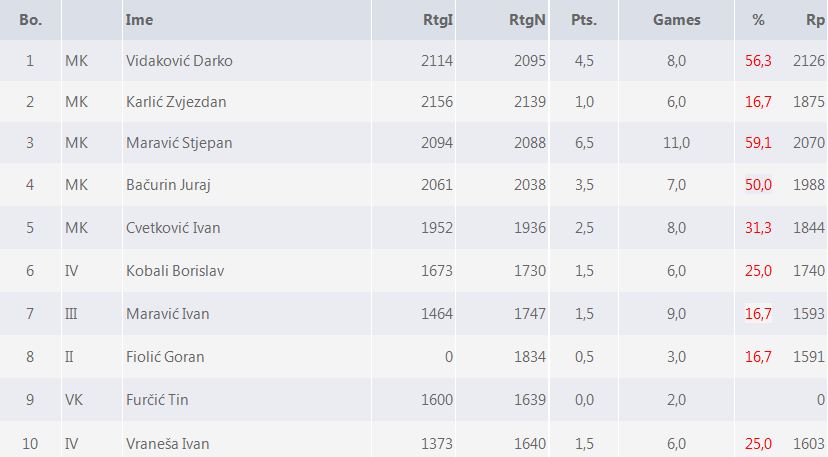 Bo. Ime RtgI RtgN Pts. Games % Rp
1 MK Vidaković Darko 2114 2095 4,5 8,0 56,3 2126
2 MK Karlić Zvjezdan 2156 2139 1,0 6,0 16,7 1875
3 MK Maravić Stjepan 2094 2088 6,5 11,0 59,1 2070
4 MK Bačurin Juraj 2061 2038 3,5 7,0 50,0 1988
5 MK Cvetković Ivan 1952 1936 2,5 8,0 31,3 1844
6 IV Kobali Borislav 1673 1730 1,5 6,0 25,0 1740
7 III Maravić Ivan 1464 1747 1,5 9,0 16,7 1593
8 II Fiolić Goran 0 1834 0,5 3,0 16,7 1591
9 VK Furčić Tin 1600 1639 0,0 2,0 0
10 IV Vraneša Ivan 1373 1640 1,5 6,0 25,0 1603